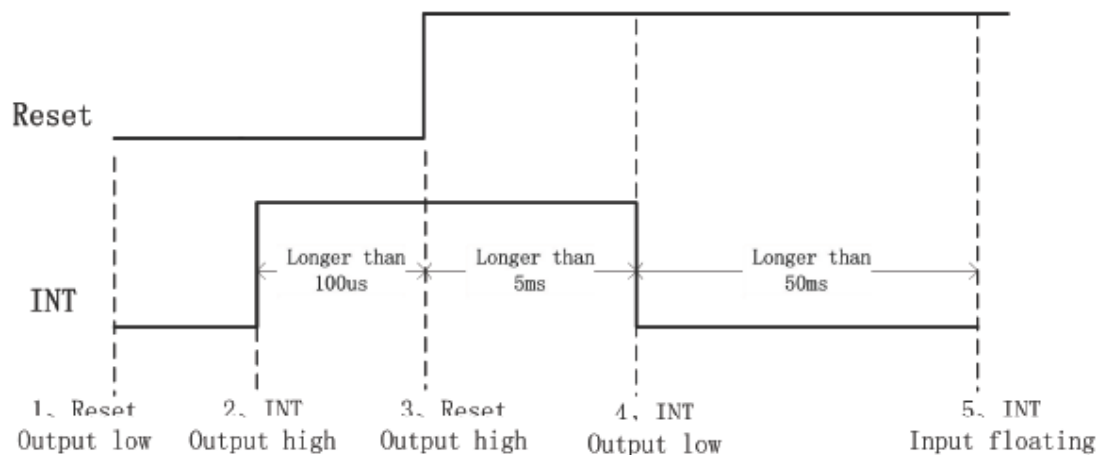 Reset
Longer than
100us
Longer than
5ms
Longer than
50ms
INT
1、Reset
Output low
2、INT
Output high
3、Reset
Output high
4、INT
Output low
5、INT
Input floating